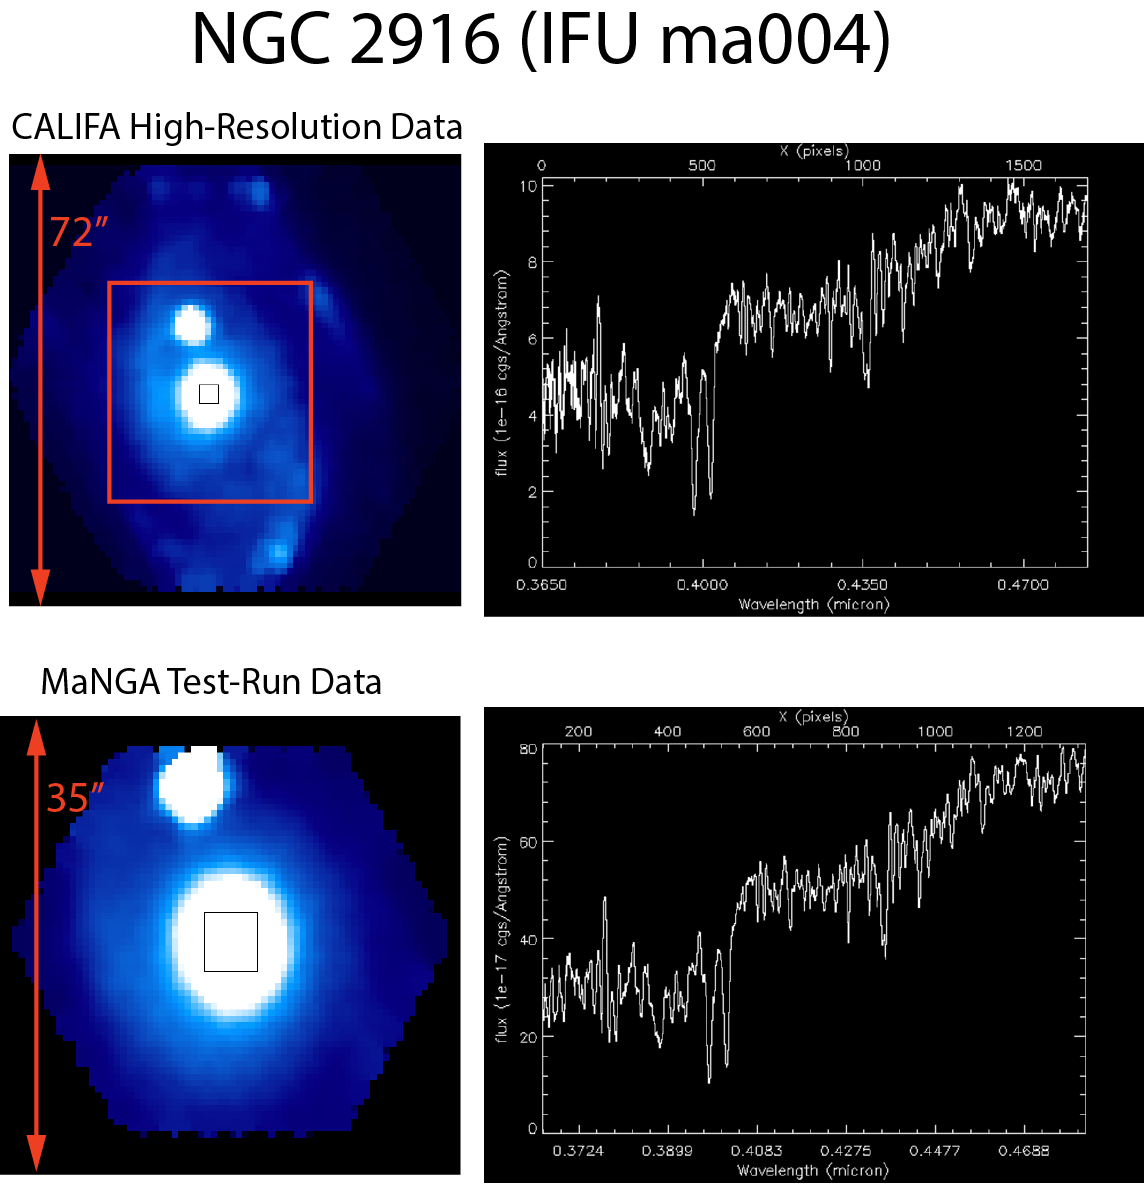 NGC 2916 (IFU ma004)
CALIFA High-Resolution Data
72”
X (pixels)
0 500 1000 1500
10
8
6
4
2
0
flux (1e-16 cgs/Angstrom)
0.3650 0.4000 0.4350 0.4700
Wavelength (micron)
MaNGA Test-Run Data
35”
X (pixels)
200 400 600 800 1000 1200
80
60
40
20
0
flux (1e-17 cgs/Angstrom)
0.3724 0.3899 0.4083 0.4275 0.4477 0.4688
Wavelength (micron)